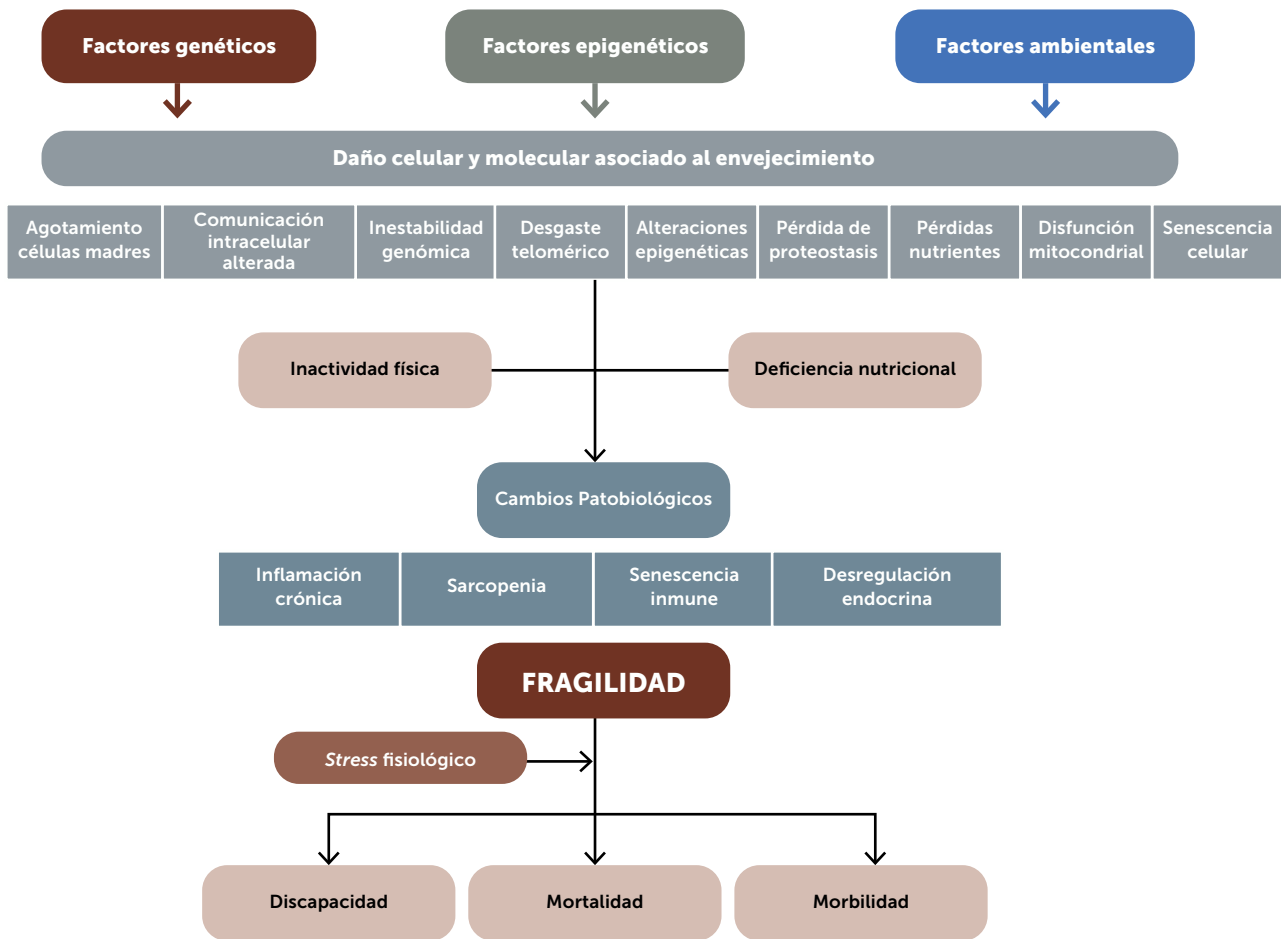 Factores genéticos
Factores epigenéticos
Factores ambientales
Daño celular y molecular asociado al envejecimiento
Agotamiento
células madres
Comunicación
intracelular
alterada
Inestabilidad
genómica
Desgaste
telomérico
Alteraciones
epigenéticas
Pérdida de
proteostasis
Pérdidas
nutrientes
Disfunción
mitocondrial
Senescencia
celular
Inactividad física
Deficiencia nutricional
Cambios Patobiológicos
Inflamación
crónica
Sarcopenia
Senescencia
inmune
Desregulación
endocrina
FRAGILIDAD
Stress fisiológico
Discapacidad
Mortalidad
Morbilidad